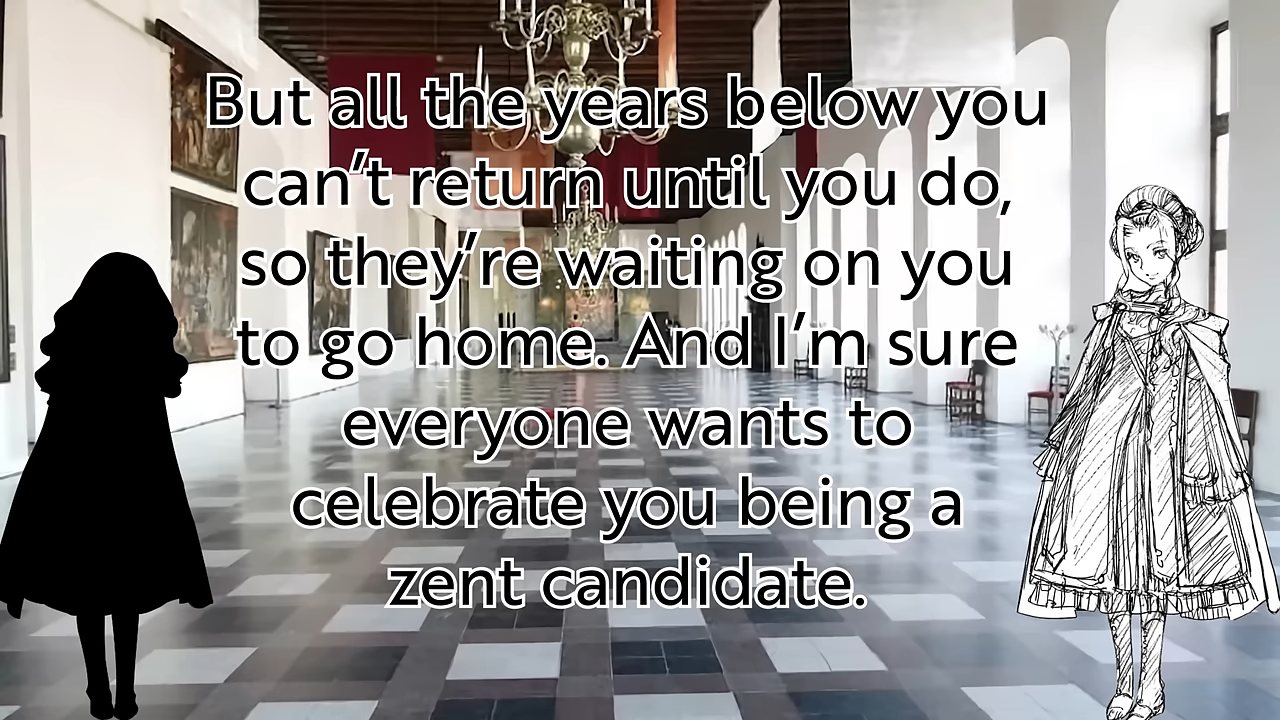 But all the years below you
can't return until you do,
so they're waiting on you
to go home. And I'm sure
everyone wants to
celebrate you being a
zent candidate.